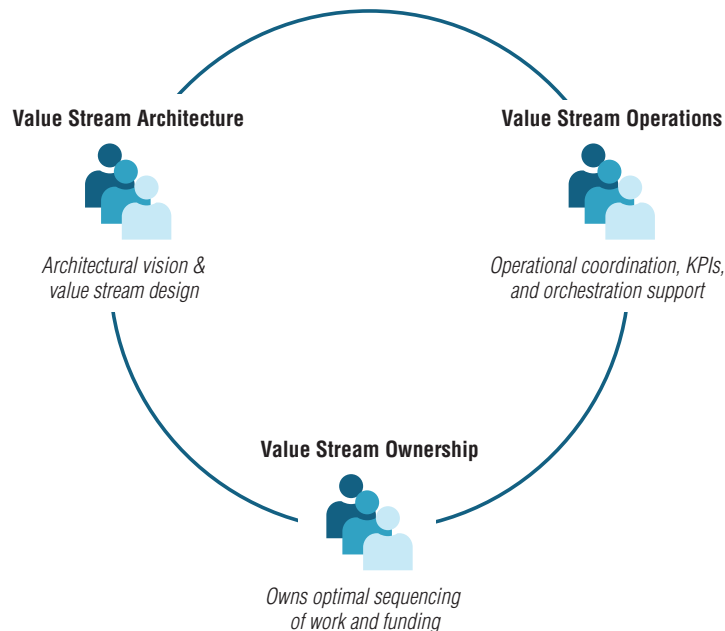 Value Stream Architecture
Architectural vision &
value stream design
Value Stream Operations
Operational coordination, KPIs,
and orchestration support
Value Stream Ownership
Owns optimal sequencing
of work and funding